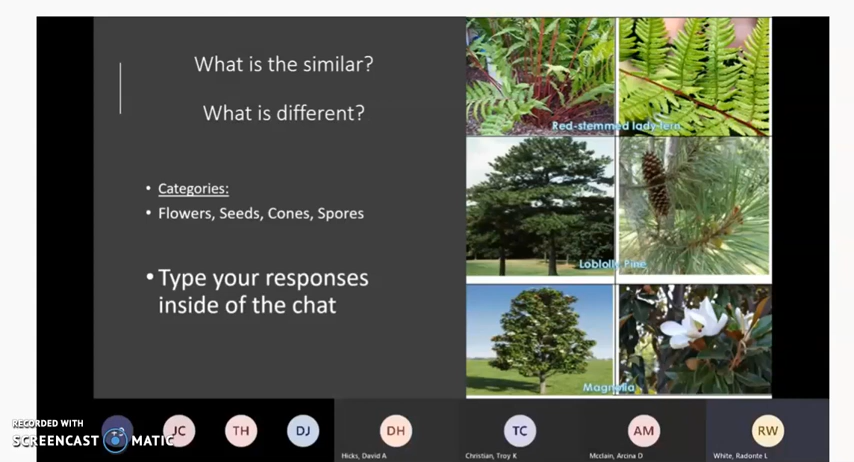 What is the similar?
What is different?
• Categories:
• Flowers, Seeds, Cones, Spores
• Type your responses
inside of the chat
Red-stemmed lady fern
Loblolly Pine
Magnolia
RECORDED WITH
SCREENCAST MATIC
JC
TH
DJ
DH
TC
AM
RW
Hicks, David A
Christian, Troy K
Mcclain, Arcina D
White, Radonte L